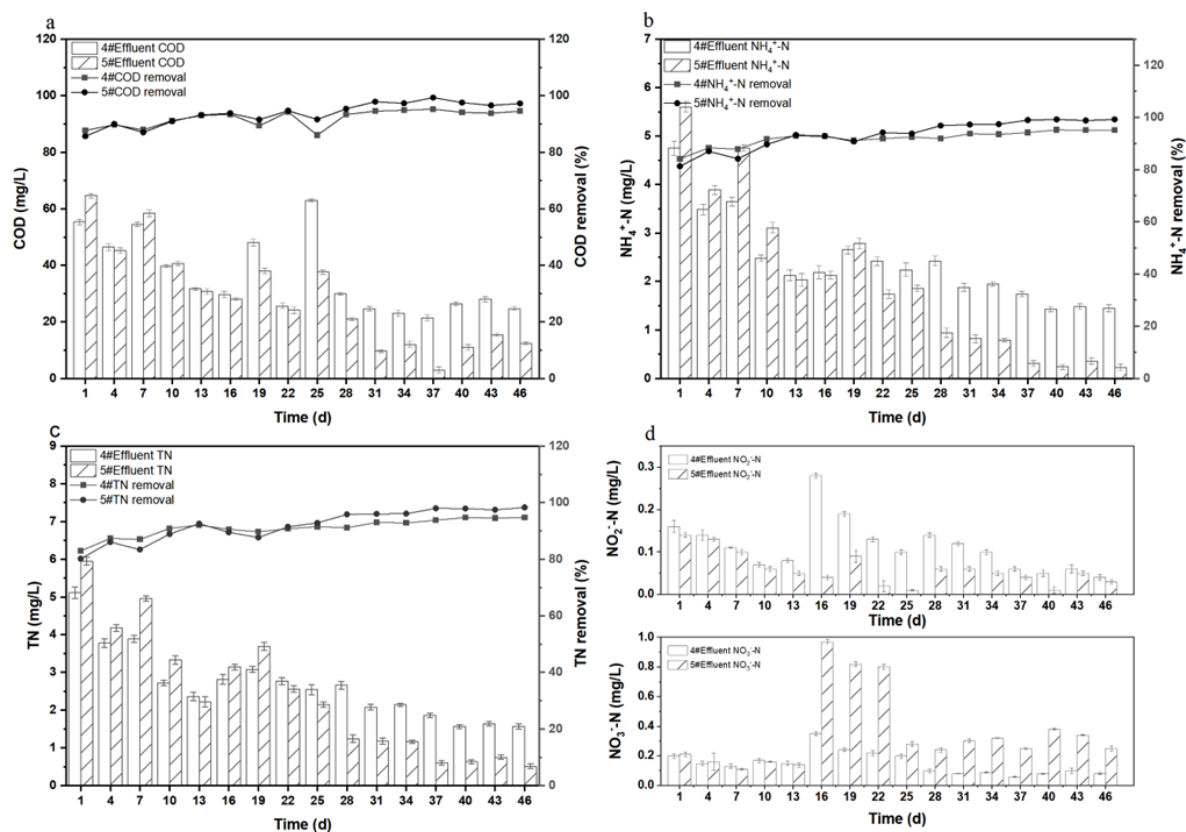 a
120
100
80
60
40
20
0
COD (mg/L)
4#Effluent COD
5#Effluent COD
4#COD removal
5#COD removal
120
100
80
60
40
20
0
COD removal (%)
1 4 7 10 13 16 19 22 25 28 31 34 37 40 43 46
Time (d)
b
7
6
5
4
3
2
1
0
NH₄⁺-N (mg/L)
4#Effluent NH₄⁺-N
5#Effluent NH₄⁺-N
4#NH₄⁺-N removal
5#NH₄⁺-N removal
120
100
80
60
40
20
0
NH₄⁺-N removal (%)
1 4 7 10 13 16 19 22 25 28 31 34 37 40 43 46
Time (d)
c
9
8
7
6
5
4
3
2
1
0
TN (mg/L)
4#Effluent TN
5#Effluent TN
4#TN removal
5#TN removal
120
100
80
60
40
20
0
TN removal (%)
1 4 7 10 13 16 19 22 25 28 31 34 37 40 43 46
Time (d)
d
0.3
0.2
0.1
0.0
NO₂⁻-N (mg/L)
4#Effluent NO₂⁻-N
5#Effluent NO₂⁻-N
1 4 7 10 13 16 19 22 25 28 31 34 37 40 43 46
1.0
0.8
0.6
0.4
0.2
0.0
NO₃⁻-N (mg/L)
4#Effluent NO₃⁻-N
5#Effluent NO₃⁻-N
1 4 7 10 13 16 19 22 25 28 31 34 37 40 43 46
Time (d)